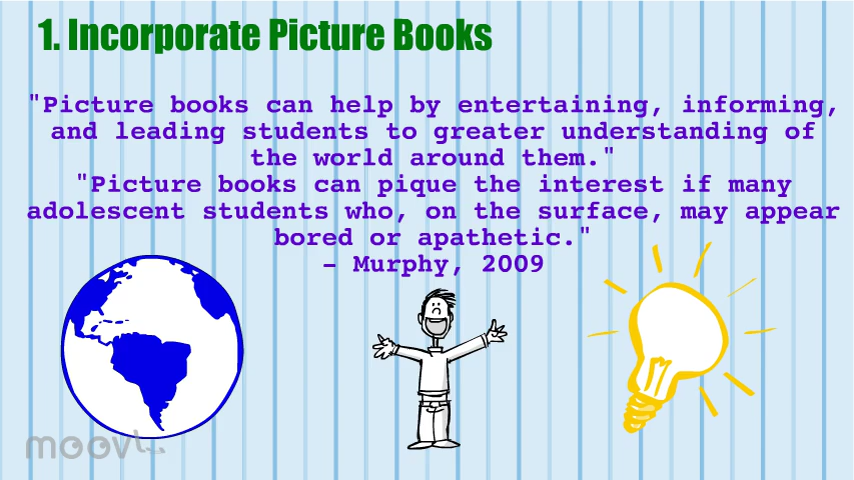 1. Incorporate Picture Books
"Picture books can help by entertaining, informing,
and leading students to greater understanding of
the world around them."
"Picture books can pique the interest if many
adolescent students who, on the surface, may appear
bored or apathetic."
– Murphy, 2009
moovly